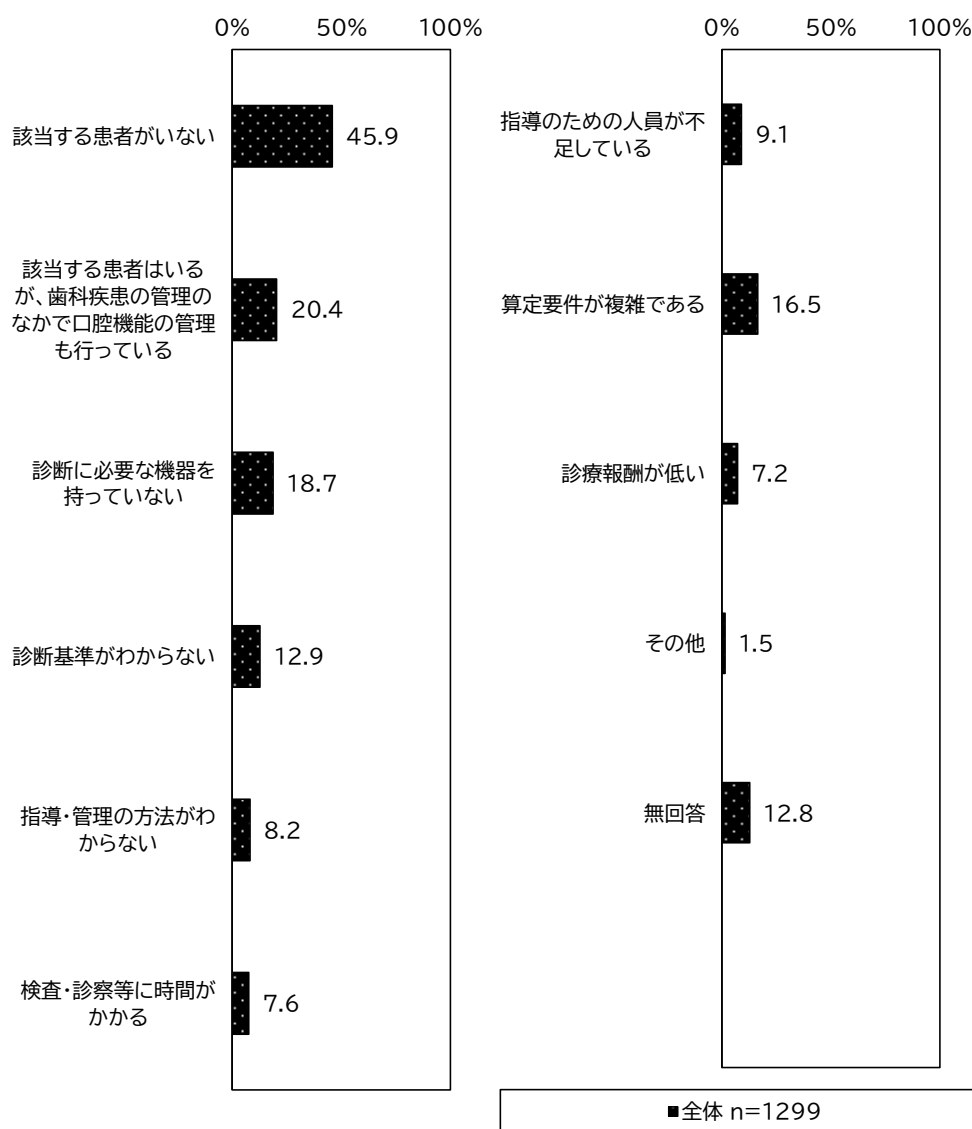 0% 50% 100%
該当する患者がいない
45.9
該当する患者はいる
が、歯科疾患の管理の
なかで口腔機能の管理
も行っている
20.4
診断に必要な機器を
持っていない
18.7
診断基準がわからない
12.9
指導・管理の方法がわ
からない
8.2
検査・診察等に時間が
かかる
7.6
0% 50% 100%
指導のための人員が不
足している
9.1
算定要件が複雑である
16.5
診療報酬が低い
7.2
その他
1.5
無回答
12.8
■全体 n=1299